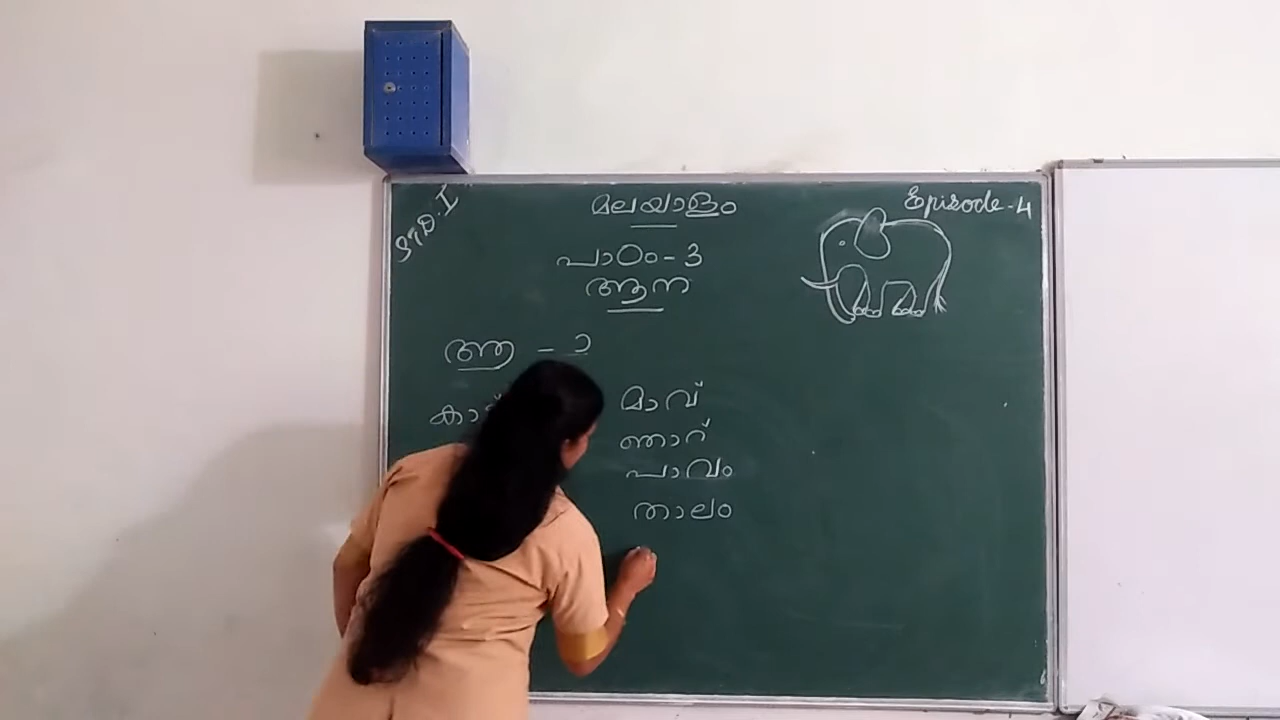 STD. I
മലയാളം
Episode-4
പാഠം-3
ആന
ആ - ാ
മാവ്
ഞാറ്
പാവം
താലം